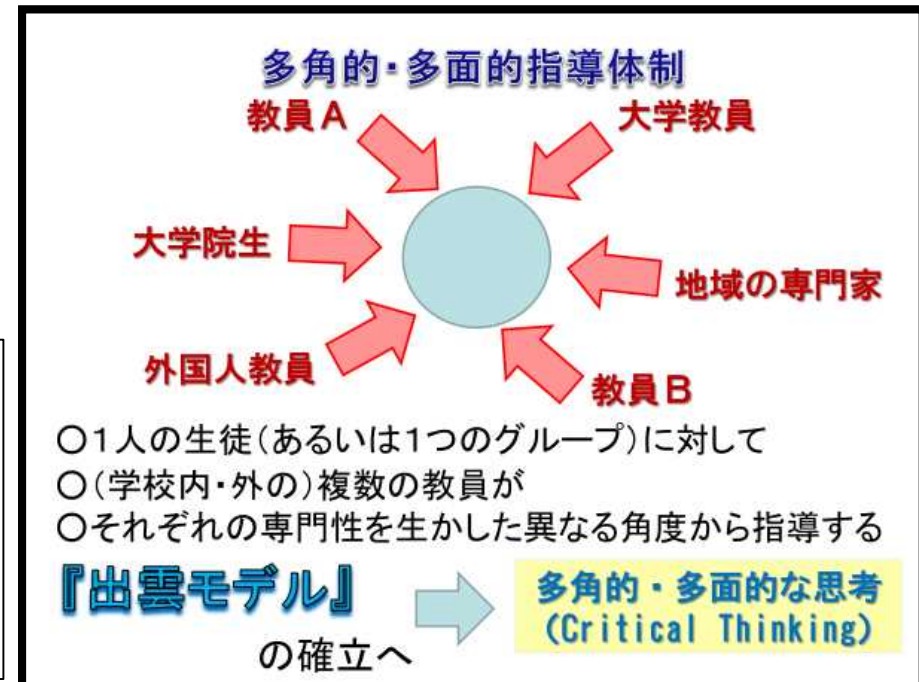 多角的・多面的指導体制
教員A
大学教員
大学院生
地域の専門家
外国人教員
教員B
○1人の生徒(あるいは1つのグループ)に対して
○(学校内・外の)複数の教員が
○それぞれの専門性を生かした異なる角度から指導する
『出雲モデル』
の確立へ
多角的・多面的な思考
(Critical Thinking)